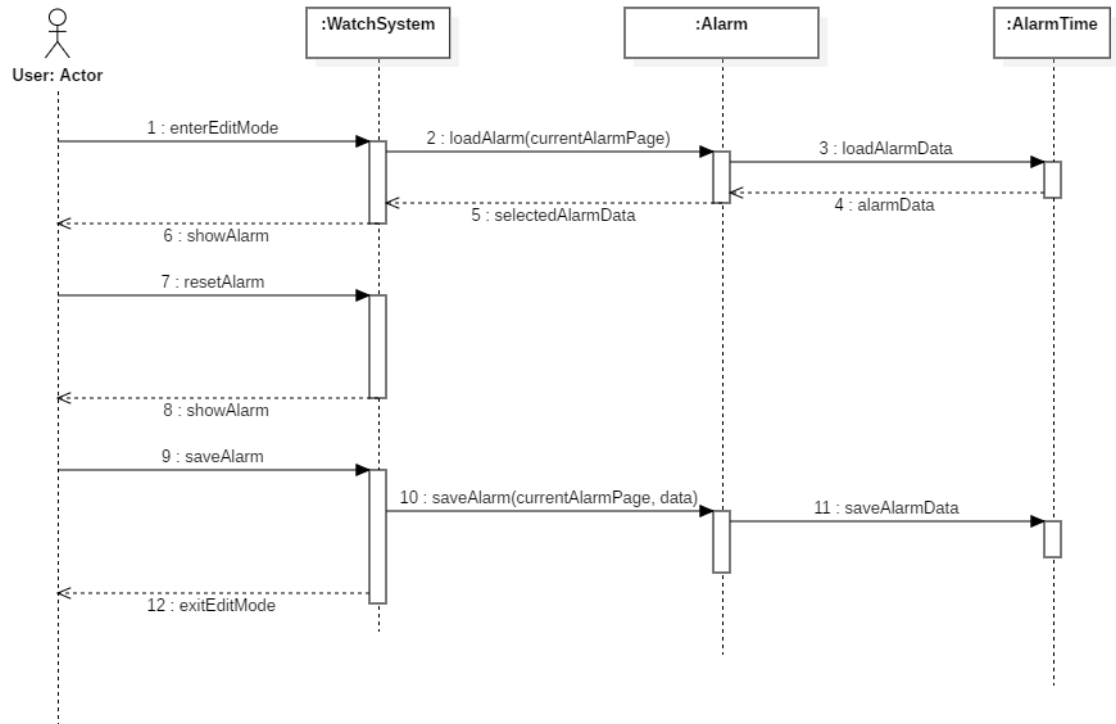 :WatchSystem
:Alarm
:AlarmTime
User: Actor
1 : enterEditMode
2 : loadAlarm(currentAlarmPage)
3 : loadAlarmData
4 : alarmData
5 : selectedAlarmData
6 : showAlarm
7 : resetAlarm
8 : showAlarm
9 : saveAlarm
10 : saveAlarm(currentAlarmPage, data)
11 : saveAlarmData
12 : exitEditMode